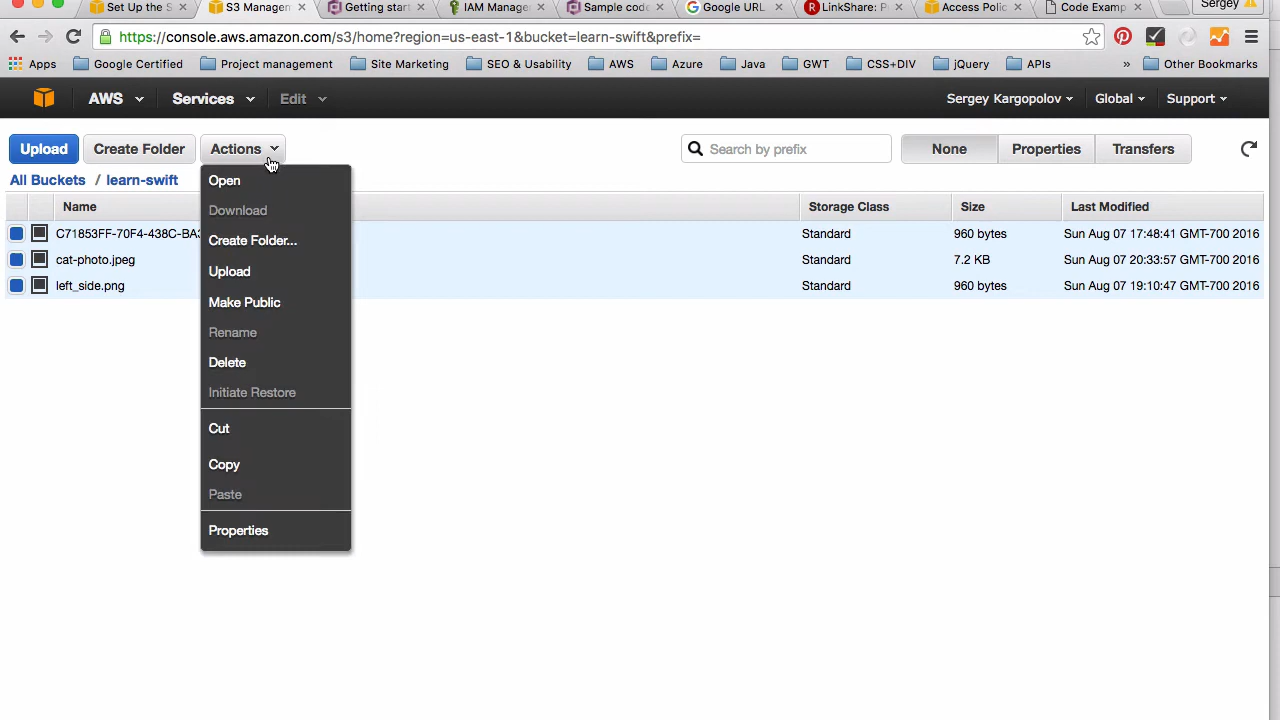 Set Up the S
S3 Manager
Getting start
IAM Manage
Sample code
Google URL
LinkShare: P
Access Polic
Code Exam
Sergey
https://console.aws.amazon.com/s3/home?region=us-east-1&bucket=learn-swift&prefix=
Apps Google Certified Project management Site Marketing SEO & Usability AWS Azure Java GWT CSS+DIV jQuery APIs » Other Bookmarks
AWS Services Edit Sergey Kargopolov Global Support
Upload Create Folder Actions Search by prefix None Properties Transfers
All Buckets / learn-swift
Name Storage Class Size Last Modified
C71853FF-70F4-438C-BA3 Standard 960 bytes Sun Aug 07 17:48:41 GMT-700 2016
cat-photo.jpeg Standard 7.2 KB Sun Aug 07 20:33:57 GMT-700 2016
left_side.png Standard 960 bytes Sun Aug 07 19:10:47 GMT-700 2016
Open
Download
Create Folder...
Upload
Make Public
Rename
Delete
Initiate Restore
Cut
Copy
Paste
Properties